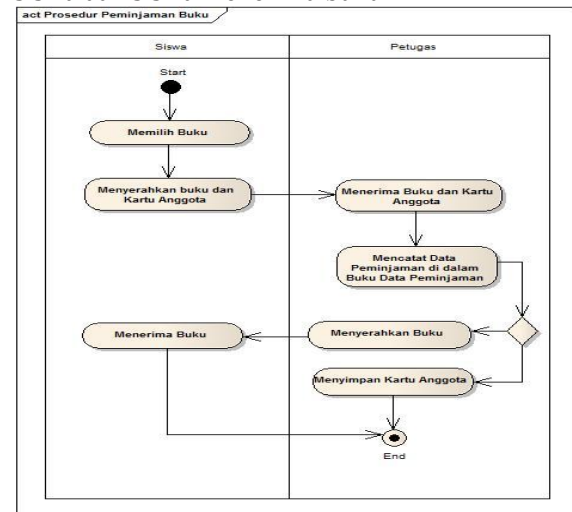 act Prosedur Peminjaman Buku
Siswa
Petugas
Start
Memilih Buku
Menyerahkan buku dan
Kartu Anggota
Menerima Buku dan Kartu
Anggota
Mencatat Data
Peminjaman di dalam
Buku Data Peminjaman
Menerima Buku
Menyerahkan Buku
Menyimpan Kartu Anggota
End